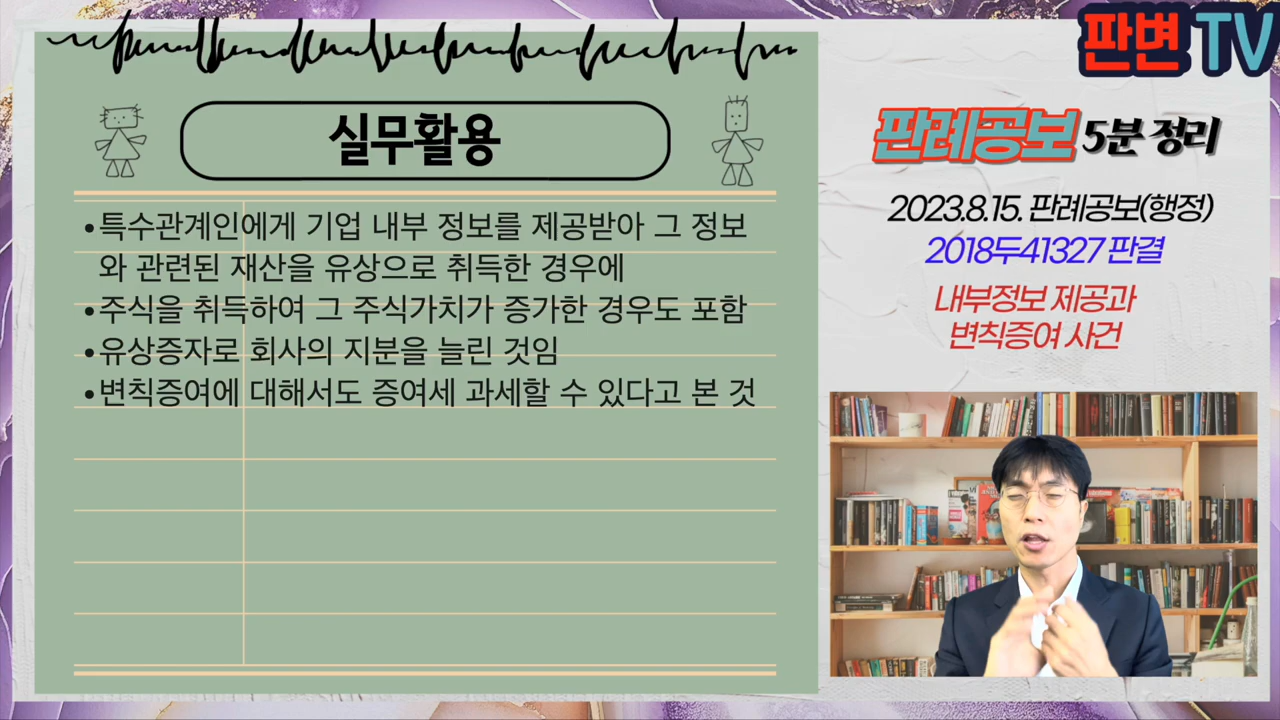 판변 TV
실무활용
•특수관계인에게 기업 내부 정보를 제공받아 그 정보
와 관련된 재산을 유상으로 취득한 경우에
•주식을 취득하여 그 주식가치가 증가한 경우도 포함
•유상증자로 회사의 지분을 늘린 것임
•변칙증여에 대해서도 증여세 과세할 수 있다고 본 것
판례공보 5분 정리
2023.8.15. 판례공보(행정)
2018두41327 판결
내부정보 제공과
변칙증여 사건